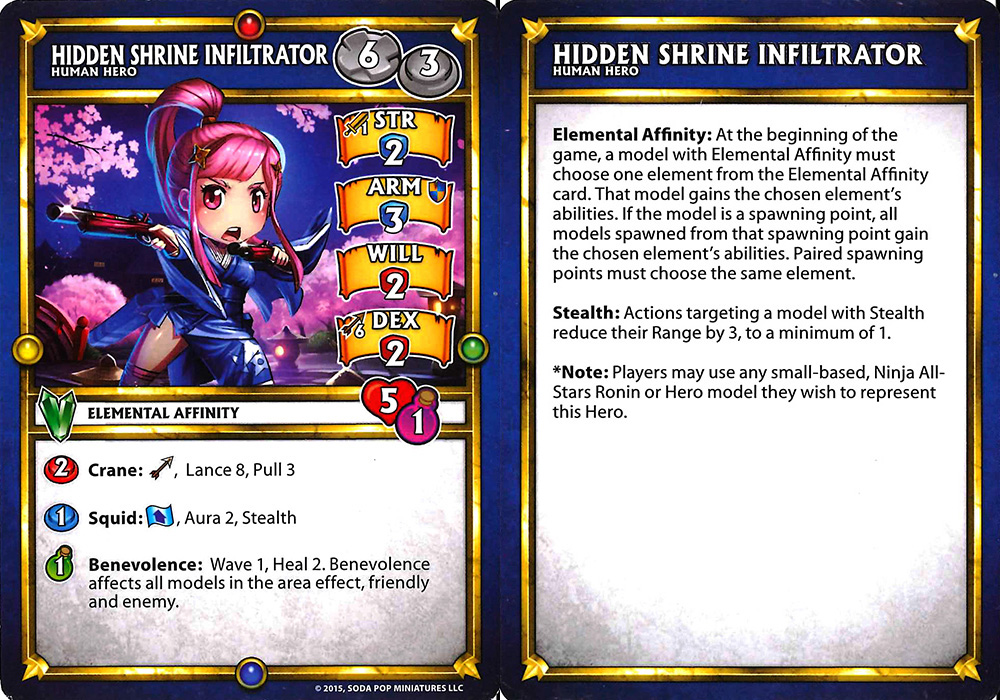 HIDDEN SHRINE INFILTRATOR
HUMAN HERO
6
3
STR
1
2
ARM
3
WILL
2
DEX
6
2
ELEMENTAL AFFINITY
5
1
2 Crane: , Lance 8, Pull 3
1 Squid: , Aura 2, Stealth
1 Benevolence: Wave 1, Heal 2. Benevolence
affects all models in the area effect, friendly
and enemy.
© 2015, SODA POP MINIATURES LLC
HIDDEN SHRINE INFILTRATOR
HUMAN HERO
Elemental Affinity: At the beginning of the
game, a model with Elemental Affinity must
choose one element from the Elemental Affinity
card. That model gains the chosen element's
abilities. If the model is a spawning point, all
models spawned from that spawning point gain
the chosen element's abilities. Paired spawning
points must choose the same element.
Stealth: Actions targeting a model with Stealth
reduce their Range by 3, to a minimum of 1.
*Note: Players may use any small-based, Ninja All-
Stars Ronin or Hero model they wish to represent
this Hero.